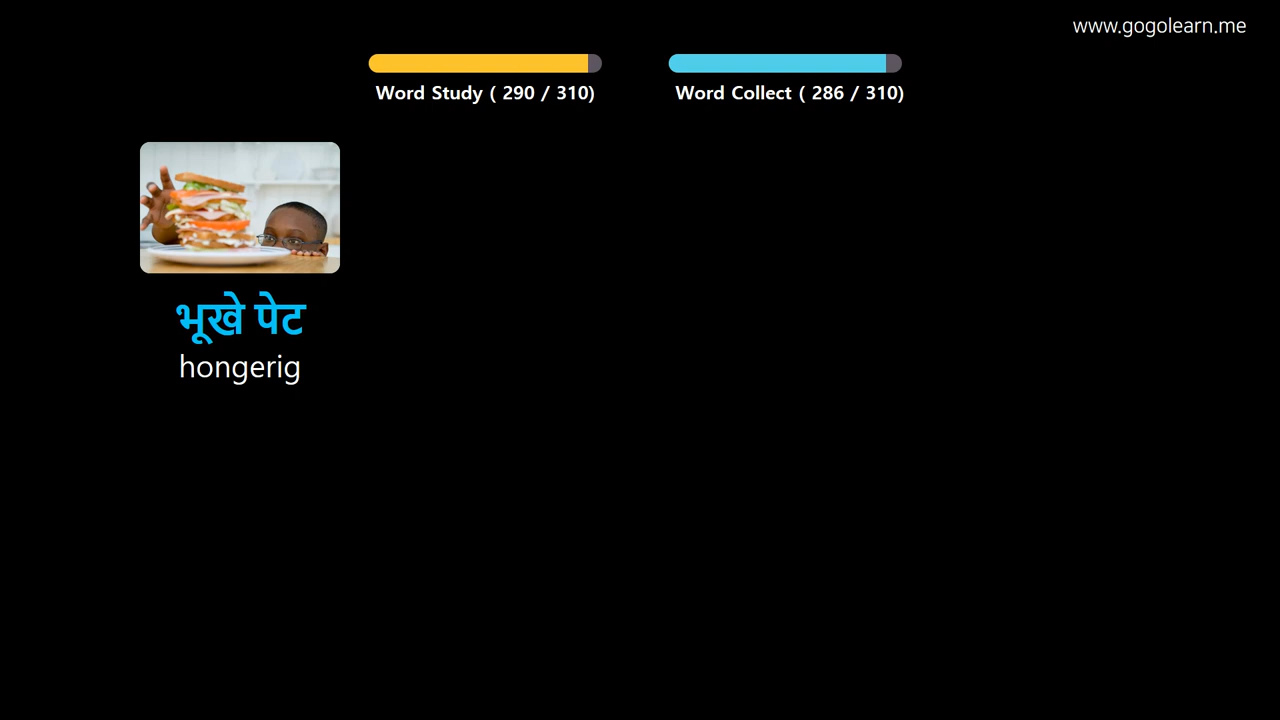 www.gogolearn.me
Word Study ( 290 / 310)
Word Collect ( 286 / 310)
भूखे पेट
hongerig